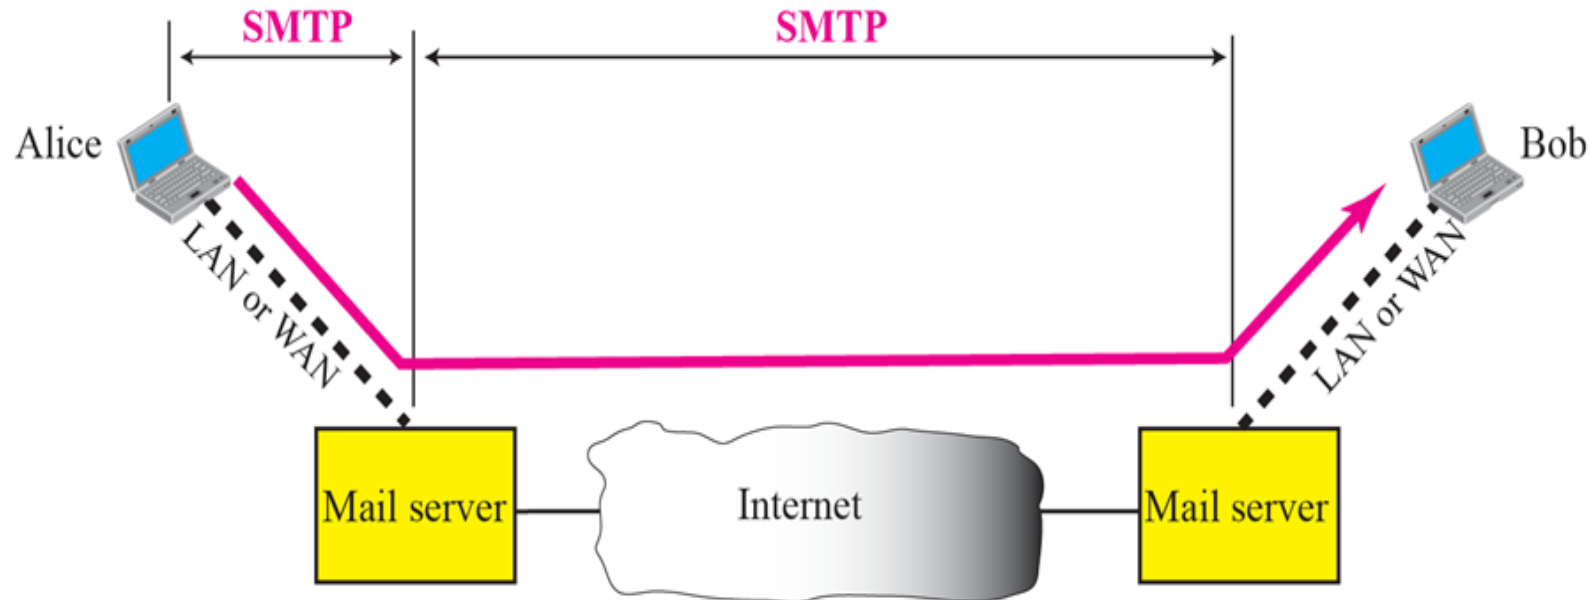 SMTP
SMTP
Alice
Bob
LAN or WAN
LAN or WAN
Mail server
Internet
Mail server